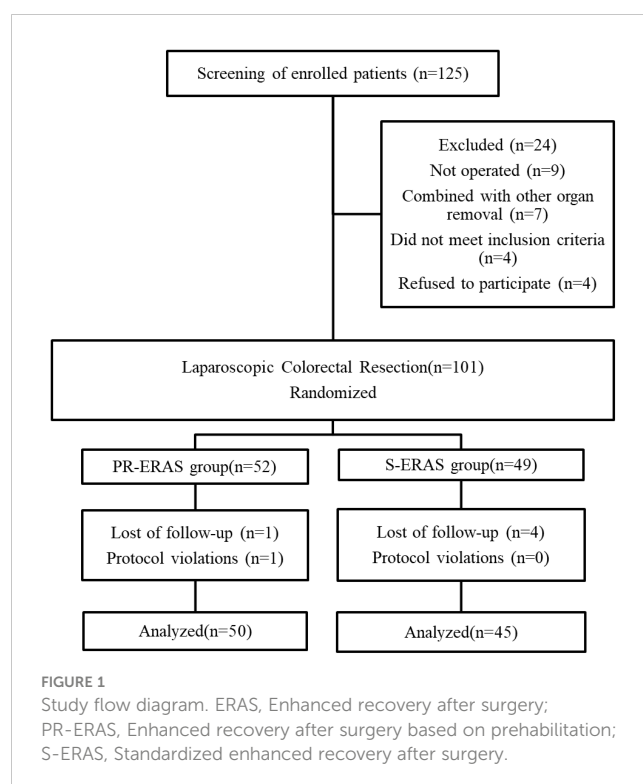 Screening of enrolled patients (n=125)
Excluded (n=24)
Not operated (n=9)
Combined with other organ
removal (n=7)
Did not meet inclusion criteria
(n=4)
Refused to participate (n=4)
Laparoscopic Colorectal Resection(n=101)
Randomized
PR-ERAS group(n=52)
S-ERAS group(n=49)
Lost of follow-up (n=1)
Protocol violations (n=1)
Lost of follow-up (n=4)
Protocol violations (n=0)
Analyzed(n=50)
Analyzed(n=45)
FIGURE 1
Study flow diagram. ERAS, Enhanced recovery after surgery;
PR-ERAS, Enhanced recovery after surgery based on prehabilitation;
S-ERAS, Standardized enhanced recovery after surgery.